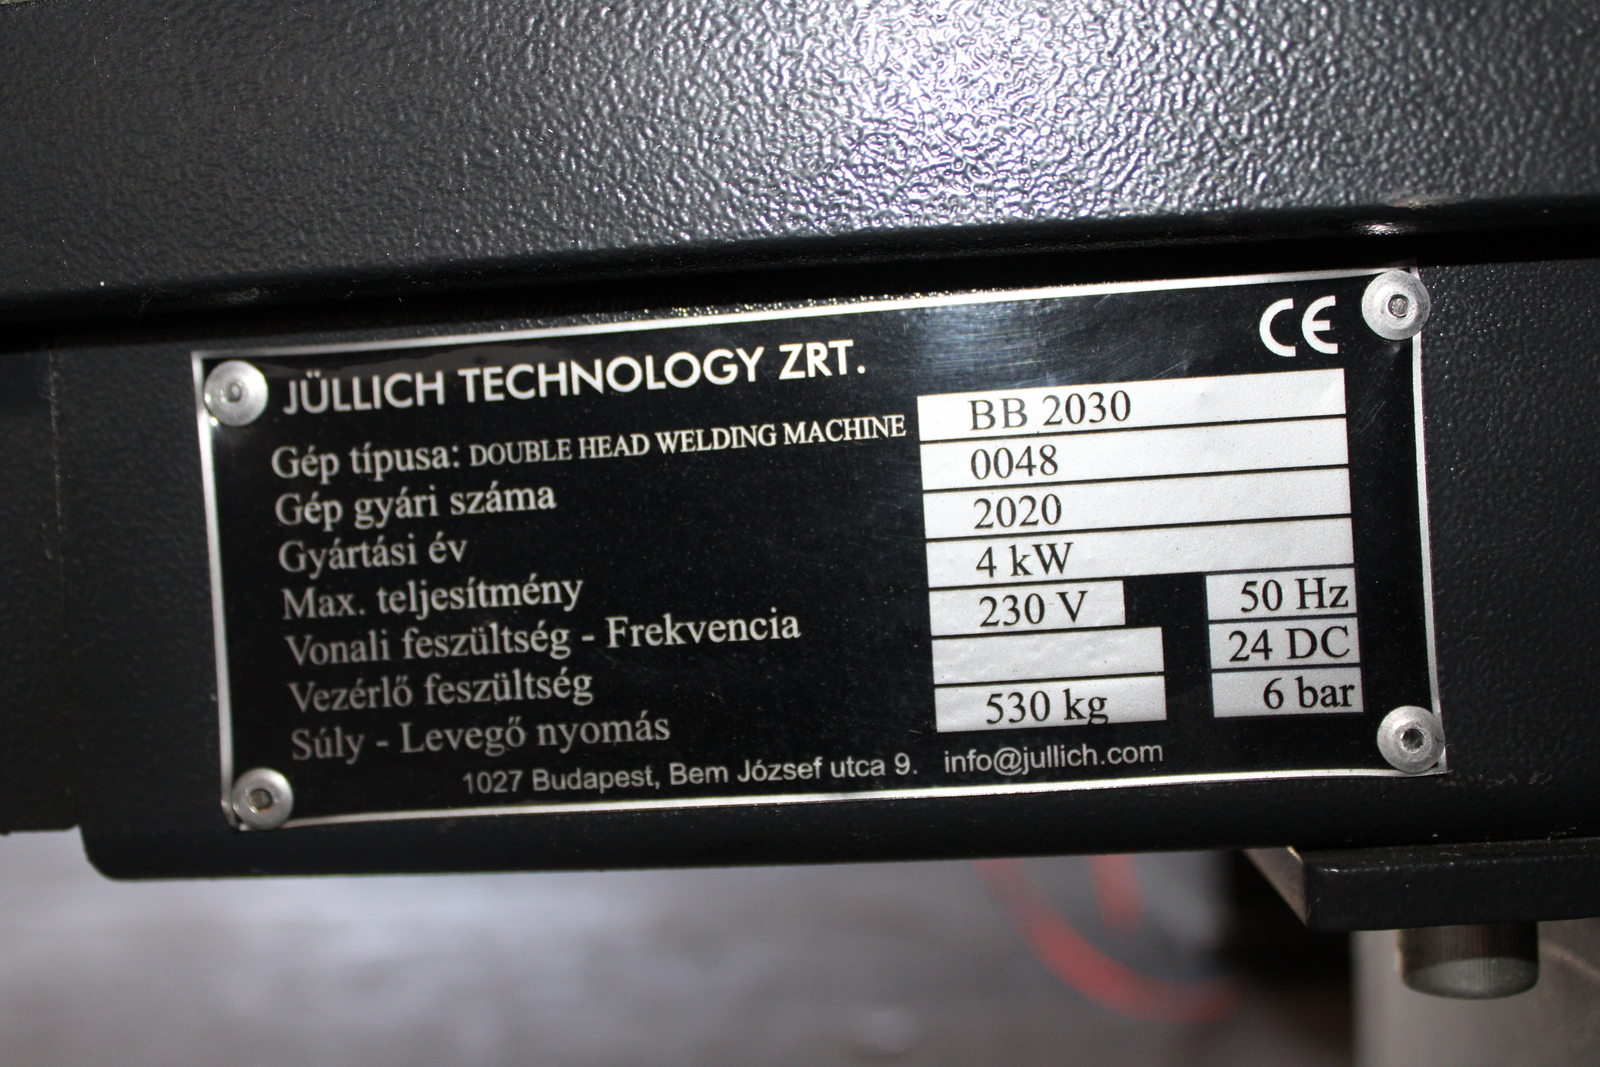 JÜLLICH TECHNOLOGY ZRT. CE
Gép típusa: DOUBLE HEAD WELDING MACHINE BB 2030
Gép gyári száma 0048
Gyártási év 2020
Max. teljesítmény 4 kW
Vonali feszültség - Frekvencia 230 V 50 Hz
Vezérlő feszültség 24 DC
Súly - Levegő nyomás 530 kg 6 bar
1027 Budapest, Bem József utca 9. info@jullich.com